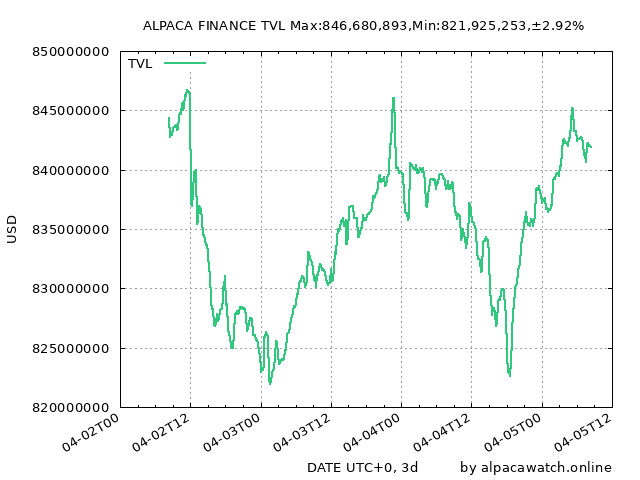 ALPACA FINANCE TVL Max:846,680,893,Min:821,925,253,±2.92%
850000000
TVL
845000000
840000000
835000000
USD
830000000
825000000
820000000
04-02T00
04-02T12
04-03T00
04-03T12
04-04T00
04-04T12
04-05T00
04-05T12
DATE UTC+0, 3d
by alpacawatch.online